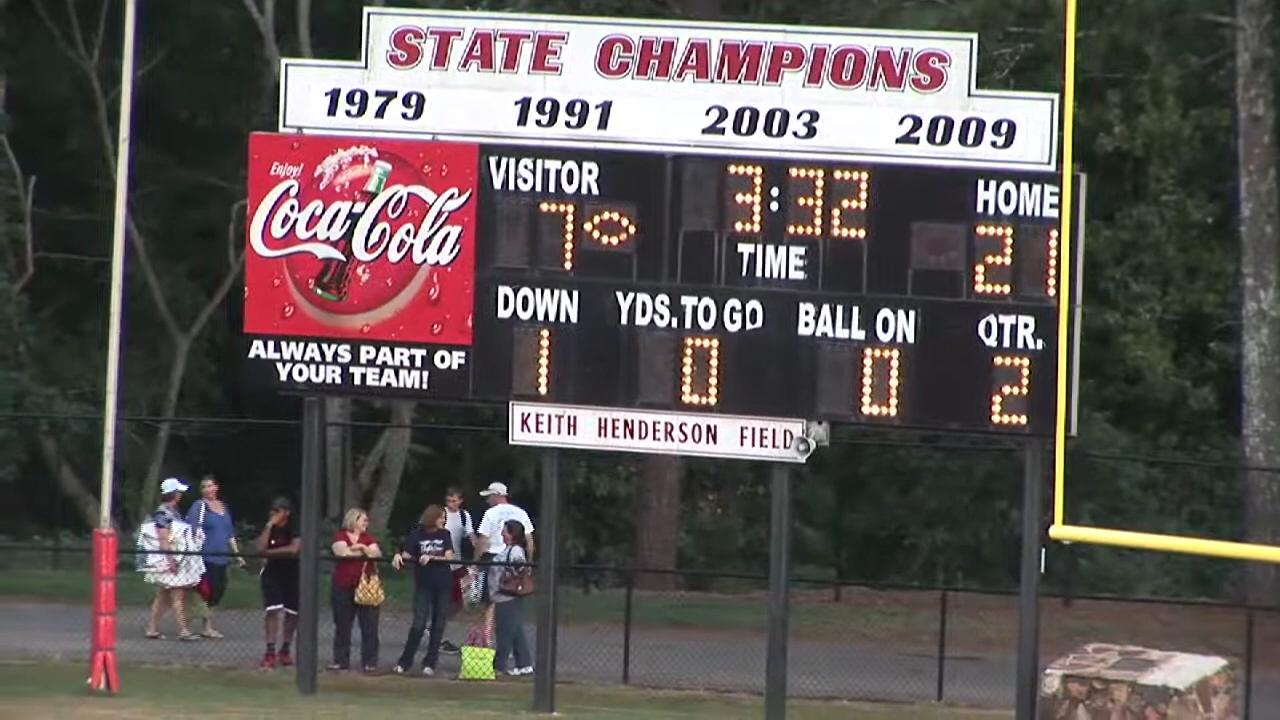 STATE CHAMPIONS
1979 1991 2003 2009
Enjoy!
Coca-Cola
ALWAYS PART OF
YOUR TEAM!
VISITOR 3:32 HOME
7 21
TIME
DOWN YDS.TO GO BALL ON QTR.
1 0 0 2
KEITH HENDERSON FIELD